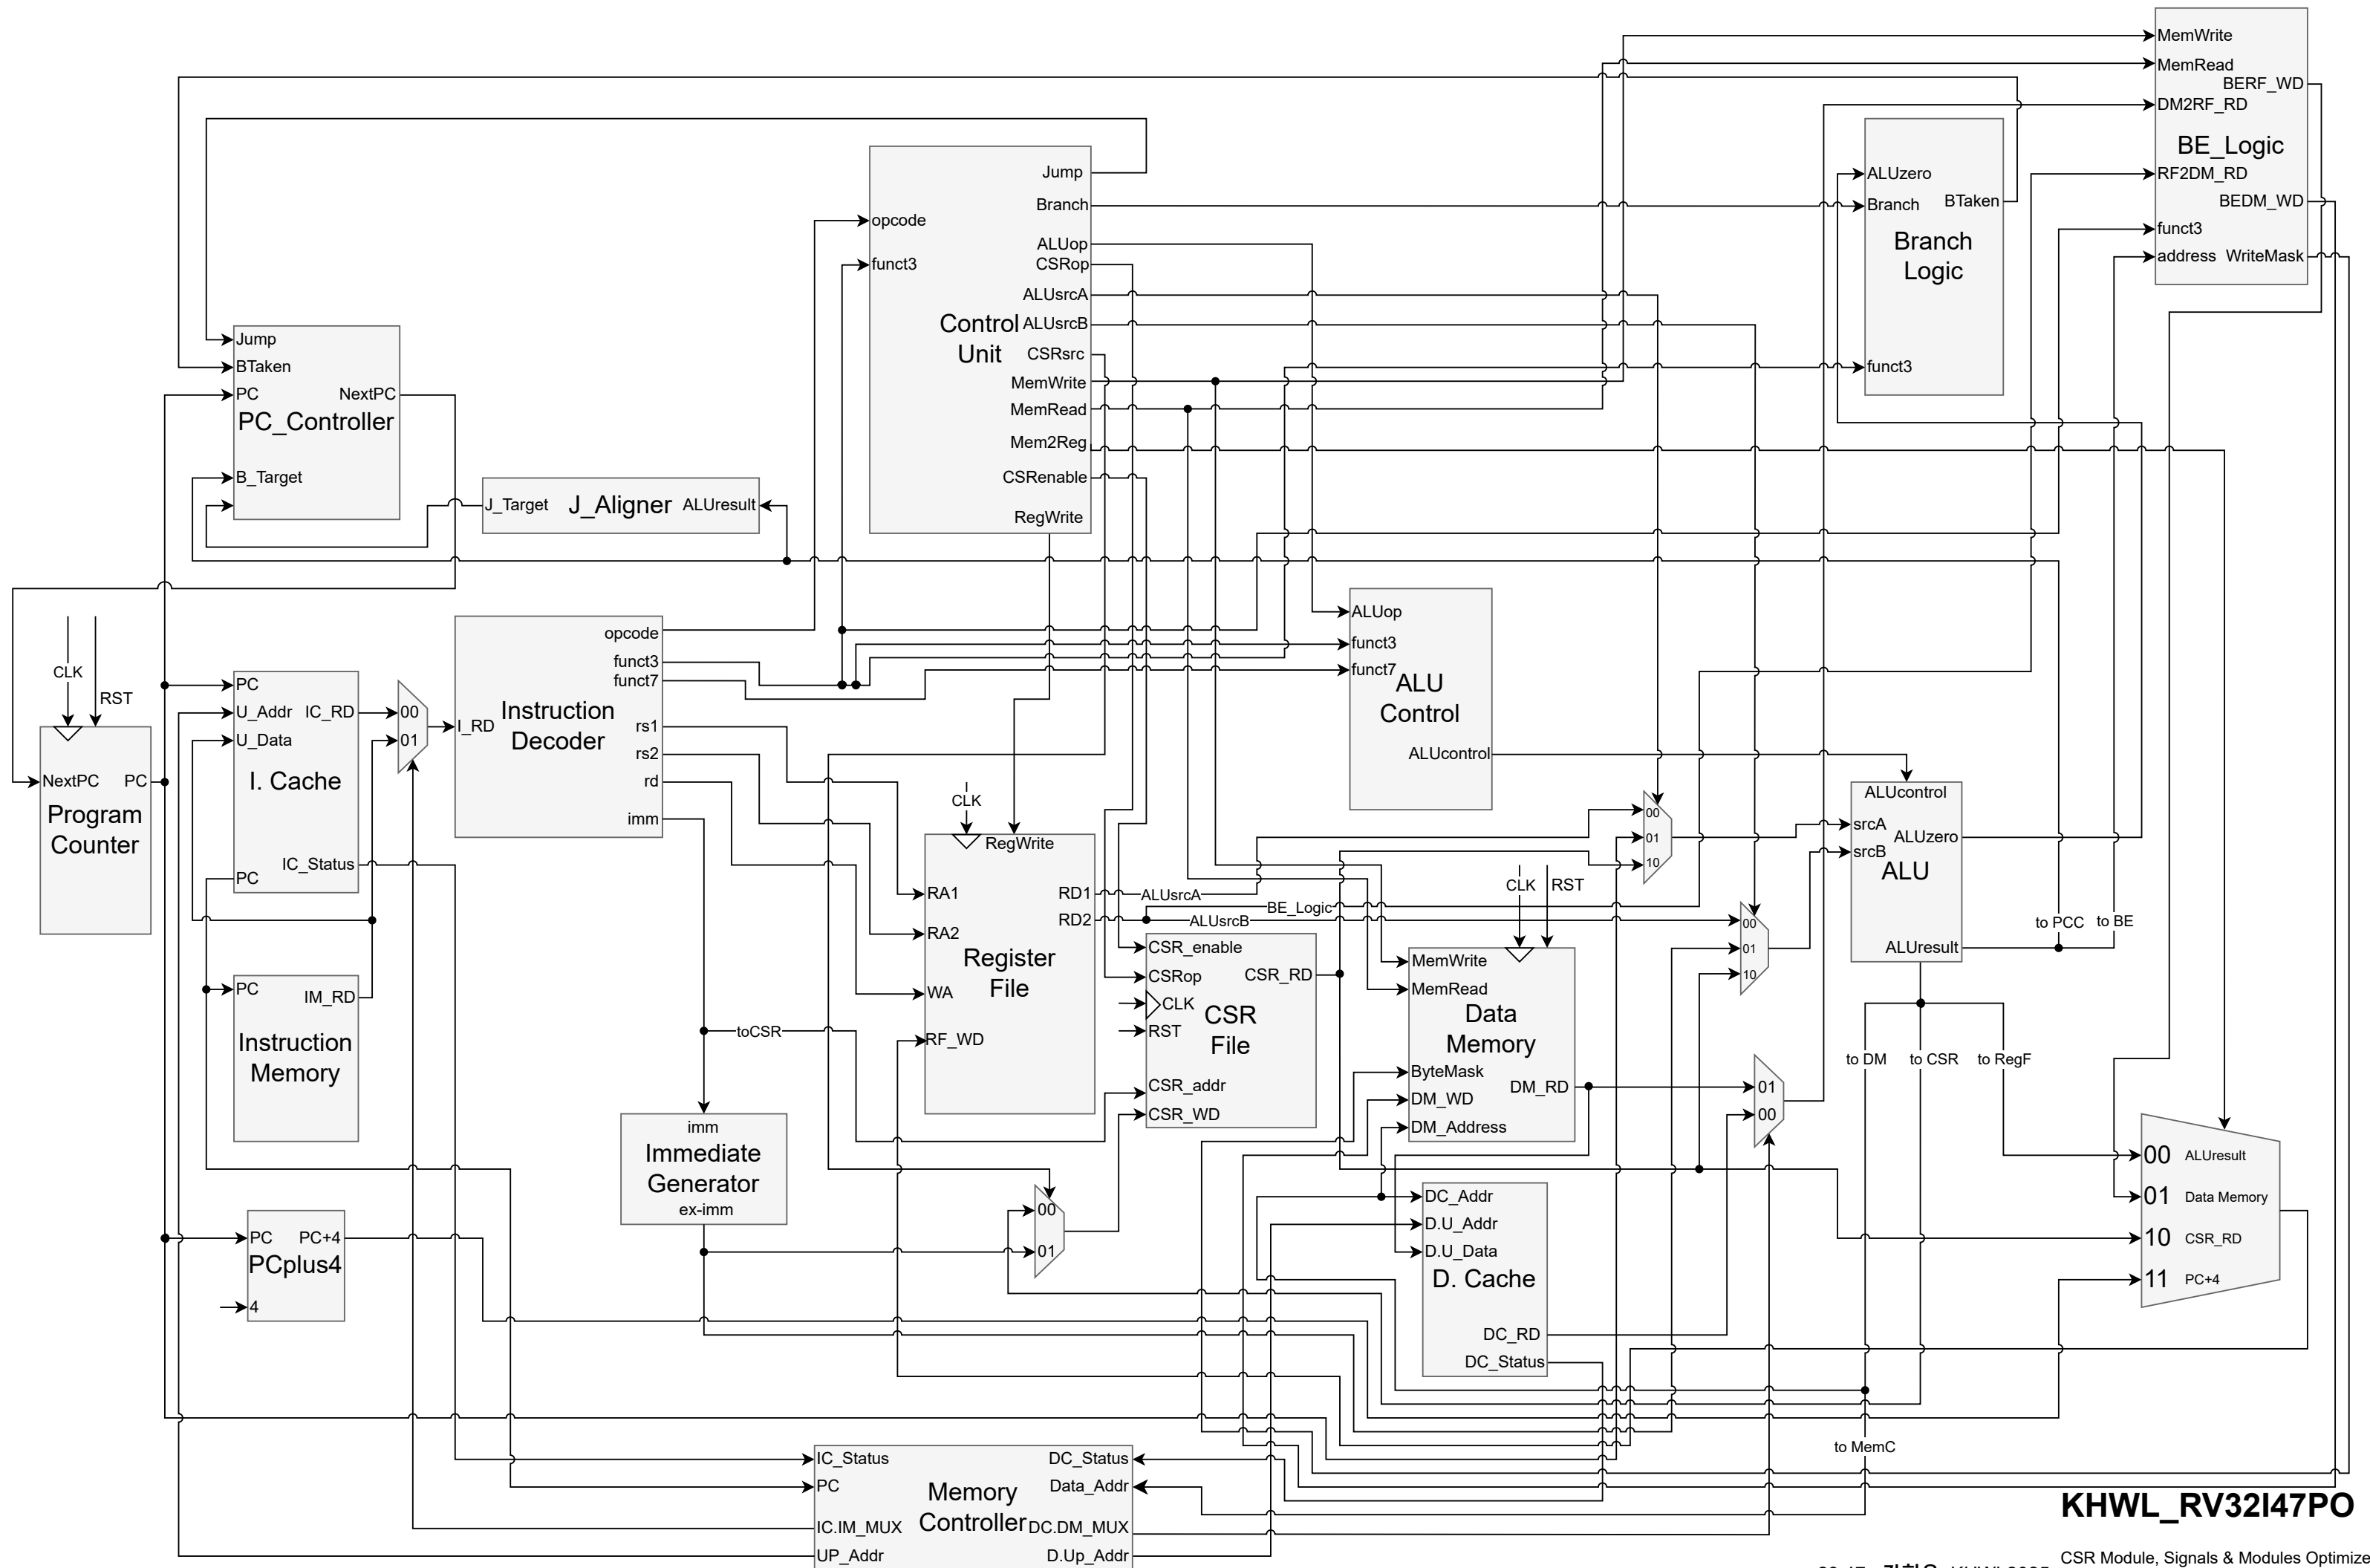 MemWrite
MemRead
BERF_WD
DM2RF_RD
BE_Logic
RF2DM_RD
BEDM_WD
funct3
address WriteMask
ALUzero
Branch BTaken
Branch
Logic
funct3
Jump
Branch
opcode
ALUop
funct3
CSRop
ALUsrcA
Control
ALUsrcB
Unit
CSRsrc
MemWrite
MemRead
Mem2Reg
CSRenable
RegWrite
Jump
BTaken
PC NextPC
PC_Controller
B_Target
J_Target J_Aligner ALUresult
CLK
RST
NextPC PC
Program
Counter
PC
U_Addr IC_RD
U_Data
I. Cache
IC_Status
PC
00
01
opcode
funct3
funct7
I_RD
Instruction
Decoder
rs1
rs2
rd
imm
ALUop
funct3
funct7
ALU
Control
ALUcontrol
CLK
RegWrite
RA1 RD1
RA2 RD2
Register
File
WA
RF_WD
ALUsrcA
BE_Logic
ALUsrcB
00
01
10
00
01
10
ALUcontrol
srcA
ALUzero
srcB
ALU
ALUresult
to PCC
to BE
PC IM_RD
Instruction
Memory
toCSR
CSR_enable
CSRop CSR_RD
CLK
RST
CSR
File
CSR_addr
CSR_WD
CLK
RST
MemWrite
MemRead
Data
Memory
ByteMask
DM_RD
DM_WD
DM_Address
01
00
to DM
to CSR
to RegF
imm
Immediate
Generator
ex-imm
00
01
PC PC+4
PCplus4
4
DC_Addr
D.U_Addr
D.U_Data
D. Cache
DC_RD
DC_Status
00 ALUresult
01 Data Memory
10 CSR_RD
11 PC+4
to MemC
IC_Status DC_Status
PC Data_Addr
Memory
Controller
IC.IM_MUX DC.DM_MUX
UP_Addr D.Up_Addr
KHWL_RV32I47PO
CSR Module, Signals & Modules Optimize